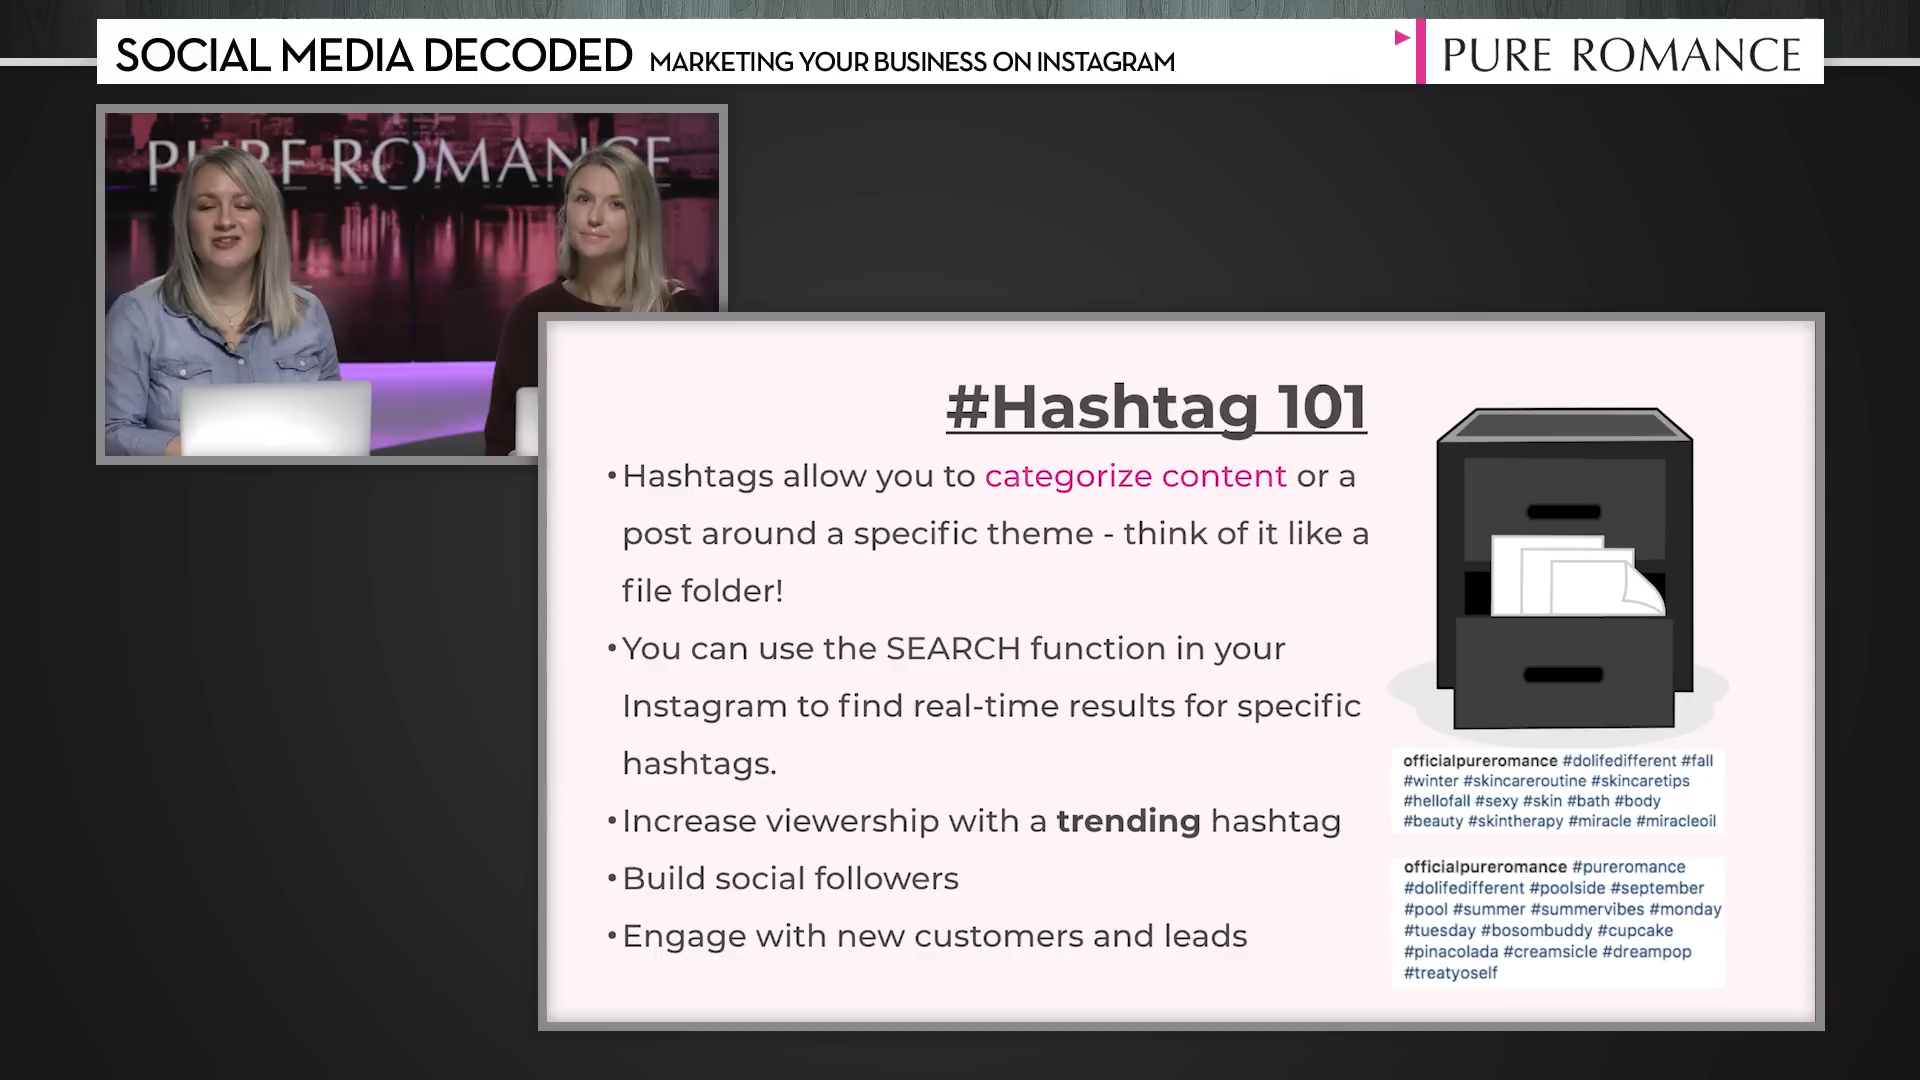 SOCIAL MEDIA DECODED MARKETING YOUR BUSINESS ON INSTAGRAM
PURE ROMANCE
PURE ROMANCE
#Hashtag 101
•Hashtags allow you to categorize content or a
post around a specific theme - think of it like a
file folder!
•You can use the SEARCH function in your
Instagram to find real-time results for specific
hashtags.
•Increase viewership with a trending hashtag
•Build social followers
•Engage with new customers and leads
officialpureromance #dolifedifferent #fall
#winter #skincareroutine #skincaretips
#hellofall #sexy #skin #bath #body
#beauty #skintherapy #miracle #miracleoil
officialpureromance #pureromance
#dolifedifferent #poolside #september
#pool #summer #summervibes #monday
#tuesday #bosombuddy #cupcake
#pinacolada #creamsicle #dreampop
#treatyoself